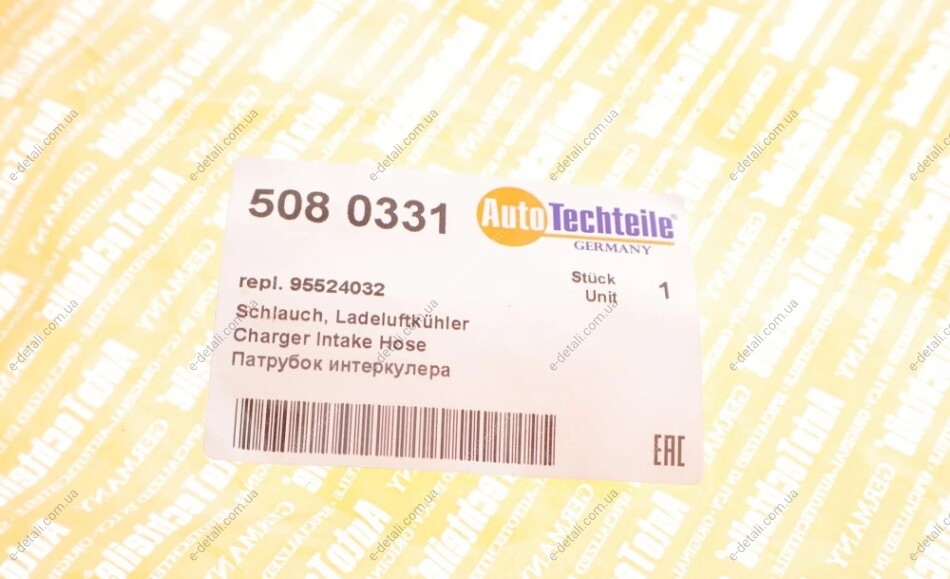 508 0331
AutoTechteile®
GERMANY
repl. 95524032
Stück
Unit
1
Schlauch, Ladeluftkühler
Charger Intake Hose
Патрубок интеркулера
EAC
e-detali.com.ua